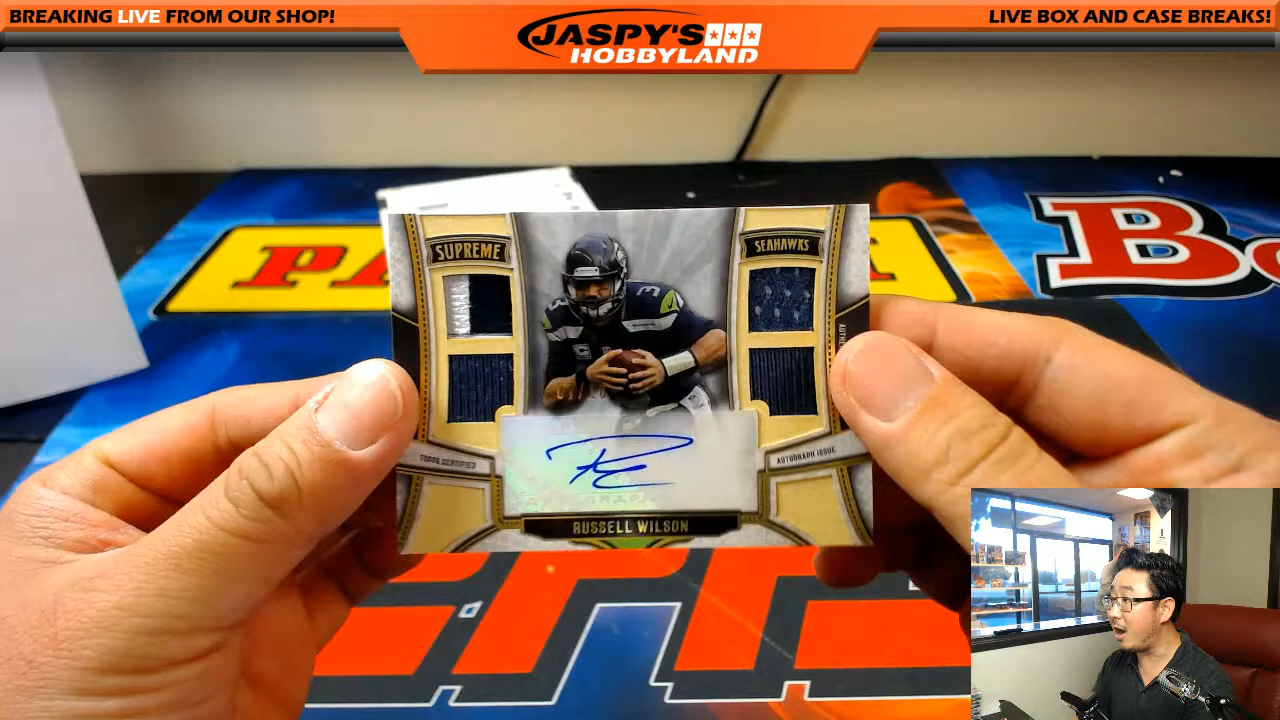 BREAKING LIVE FROM OUR SHOP!
JASPY'S
HOBBYLAND
LIVE BOX AND CASE BREAKS!
SUPREME
SEAHAWKS
TOPPS CERTIFIED
AUTOGRAPH ISSUE
RUSSELL WILSON